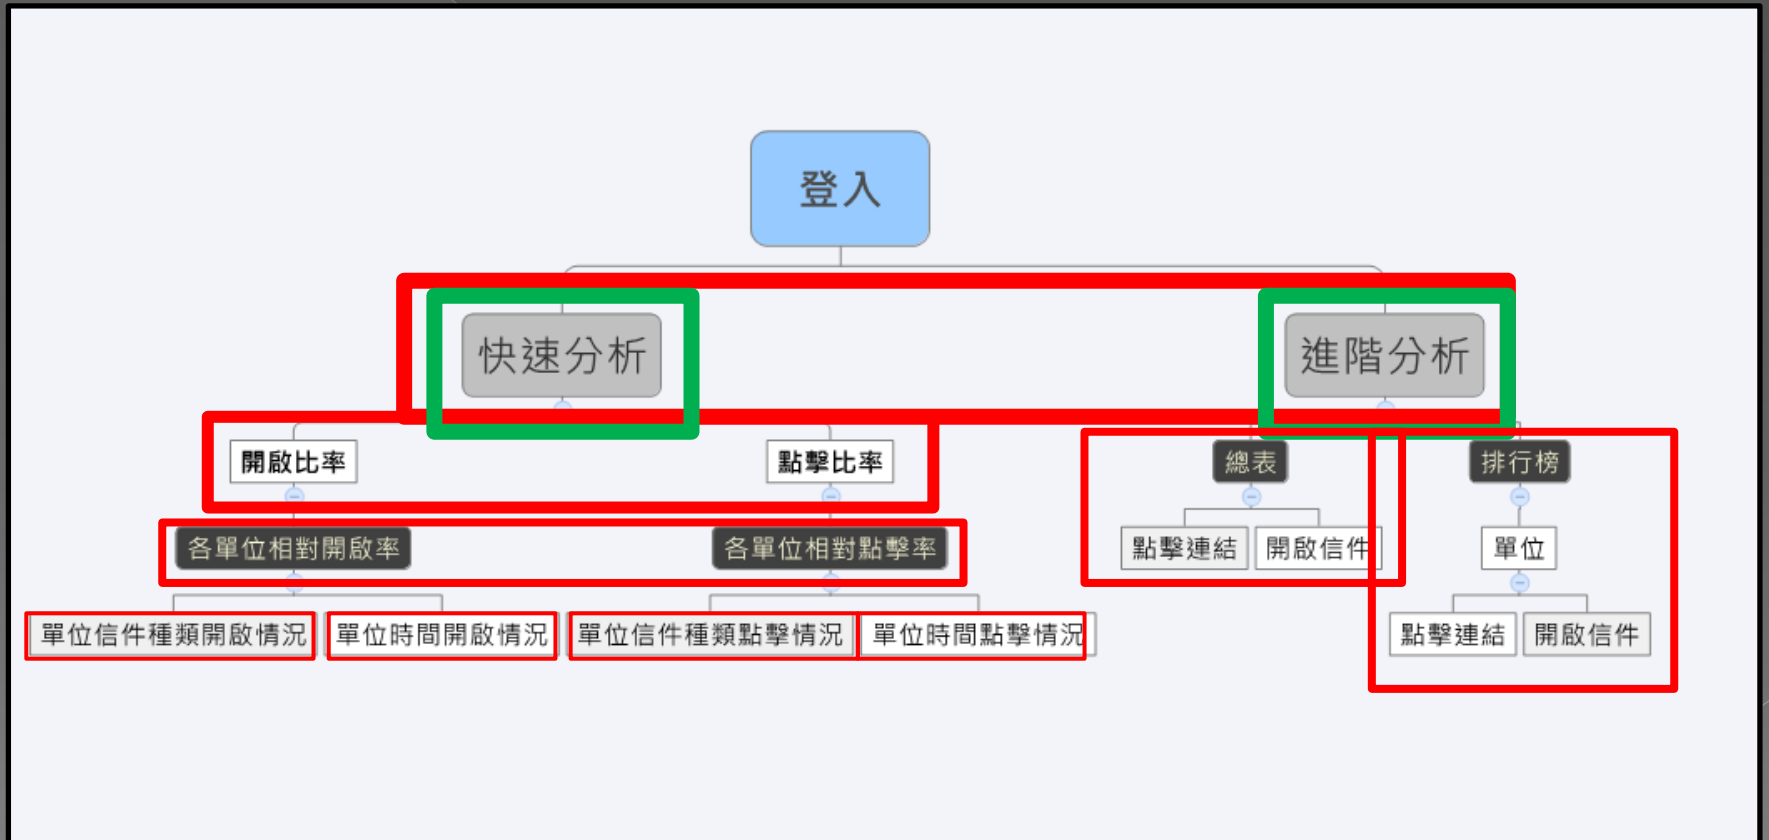 登入
快速分析
進階分析
開啟比率
點擊比率
總表
排行榜
各單位相對開啟率
各單位相對點擊率
點擊連結
開啟信件
單位
單位信件種類開啟情況
單位時間開啟情況
單位信件種類點擊情況
單位時間點擊情況
點擊連結
開啟信件